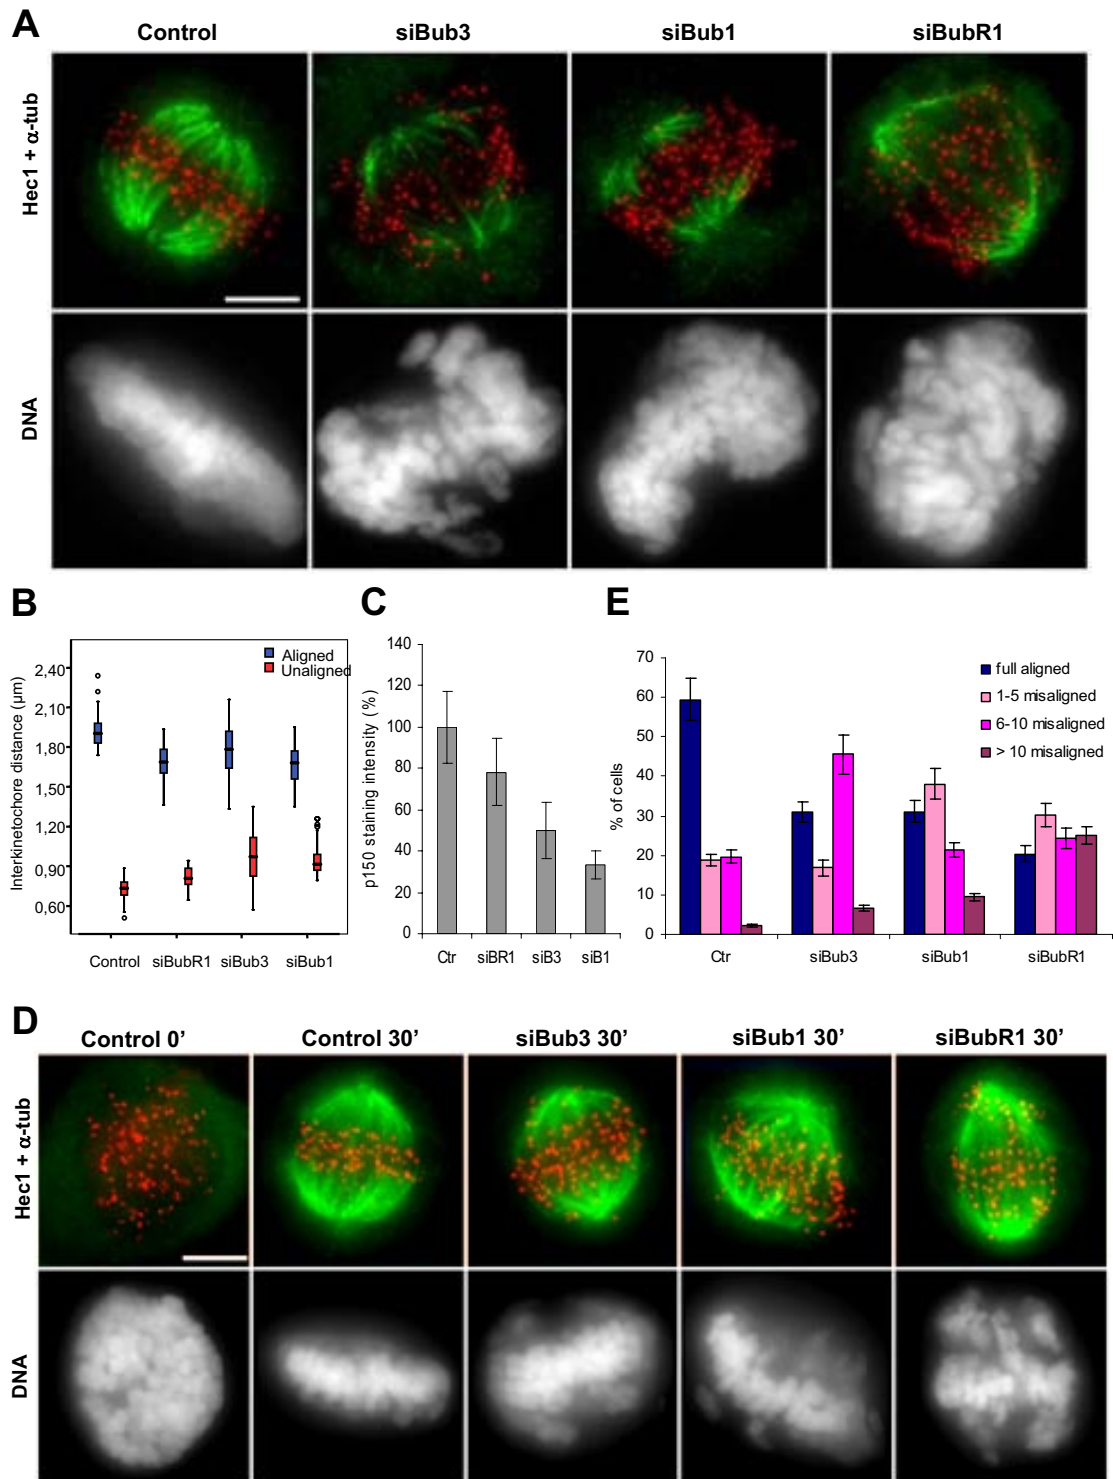 A
Control siBub3 siBub1 siBubR1
Hec1 + α-tub
DNA
B
Interkinetochore distance (µm)
2,40
2,10
1,80
1,50
1,20
0,90
0,60
Aligned
Unaligned
Control siBubR1 siBub3 siBub1
C
p150 staining intensity (%)
140
120
100
80
60
40
20
0
Ctr siBR1 siB3 siB1
E
% of cells
70
60
50
40
30
20
10
0
full aligned
1-5 misaligned
6-10 misaligned
> 10 misaligned
Ctr siBub3 siBub1 siBubR1
D
Control 0’ Control 30’ siBub3 30’ siBub1 30’ siBubR1 30’
Hec1 + α-tub
DNA